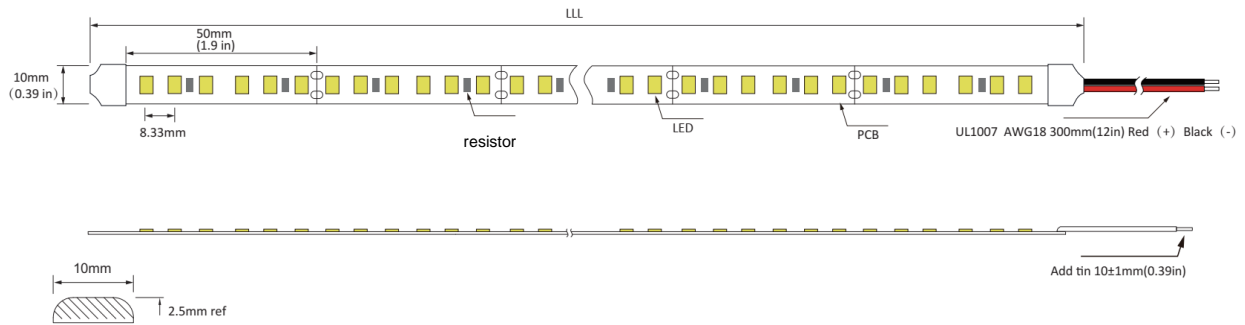 LLL
50mm
(1.9 in)
10mm
(0.39 in)
8.33mm
resistor
LED
PCB
UL1007 AWG18 300mm(12in) Red (+) Black (-)
Add tin 10±1mm(0.39in)
10mm
2.5mm ref